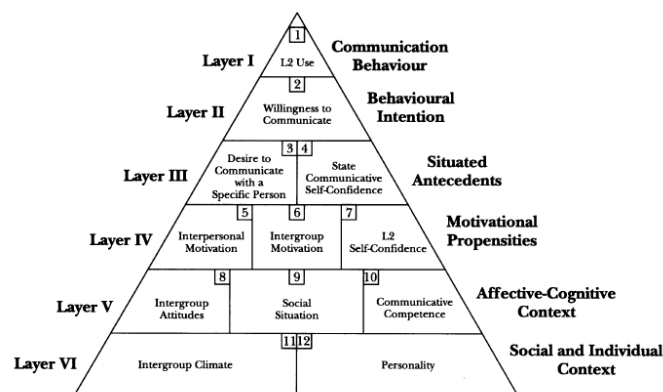 1
Layer I
L2 Use
Communication
Behaviour
2
Layer II
Willingness to
Communicate
Behavioural
Intention
3 4
Layer III
Desire to
Communicate
with a
Specific Person
State
Communicative
Self-Confidence
Situated
Antecedents
5 6 7
Layer IV
Interpersonal
Motivation
Intergroup
Motivation
L2
Self-Confidence
Motivational
Propensities
8 9 10
Layer V
Intergroup
Attitudes
Social
Situation
Communicative
Competence
Affective-Cognitive
Context
11 12
Layer VI
Intergroup Climate
Personality
Social and Individual
Context